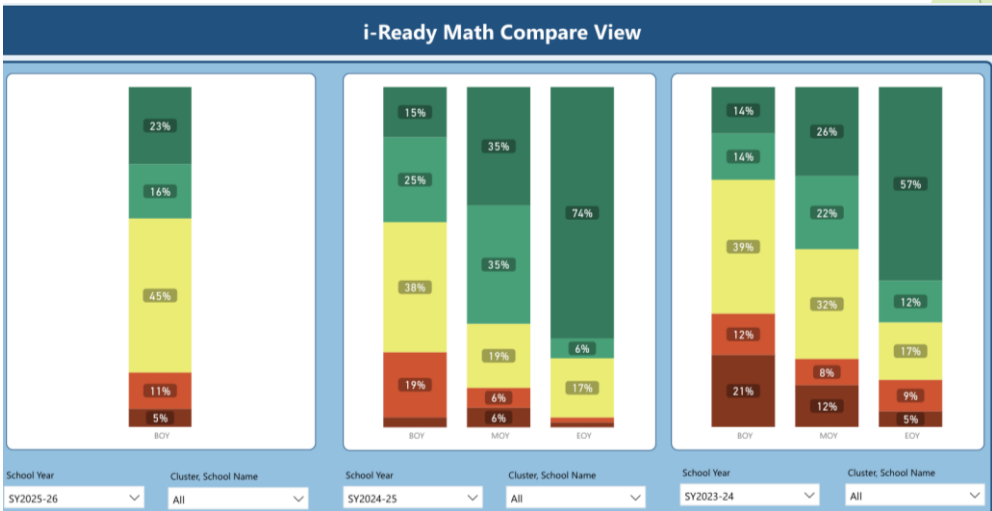 i-Ready Math Compare View
23%
16%
45%
11%
5%
BOY
15%
25%
38%
19%
BOY
35%
35%
19%
6%
6%
MOY
74%
6%
17%
EOY
14%
14%
39%
12%
21%
BOY
26%
22%
32%
8%
12%
MOY
57%
12%
17%
9%
5%
EOY
School Year
SY2025-26
Cluster, School Name
All
School Year
SY2024-25
Cluster, School Name
All
School Year
SY2023-24
Cluster, School Name
All